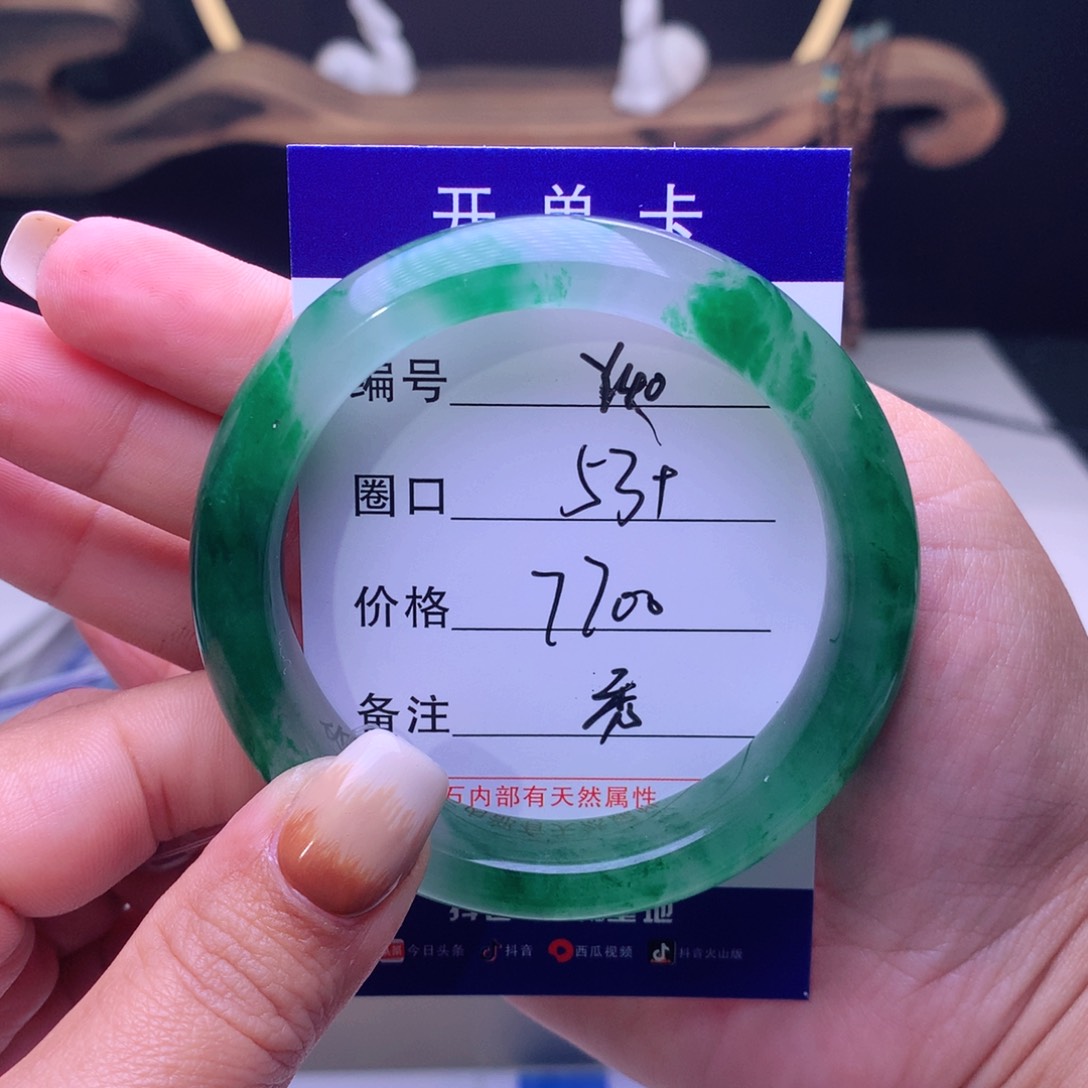 开单卡
编号 Y40
圈口 53+
价格 7700
备注 秀
石内部有天然属性
今日头条 抖音 西瓜视频 抖音火山版